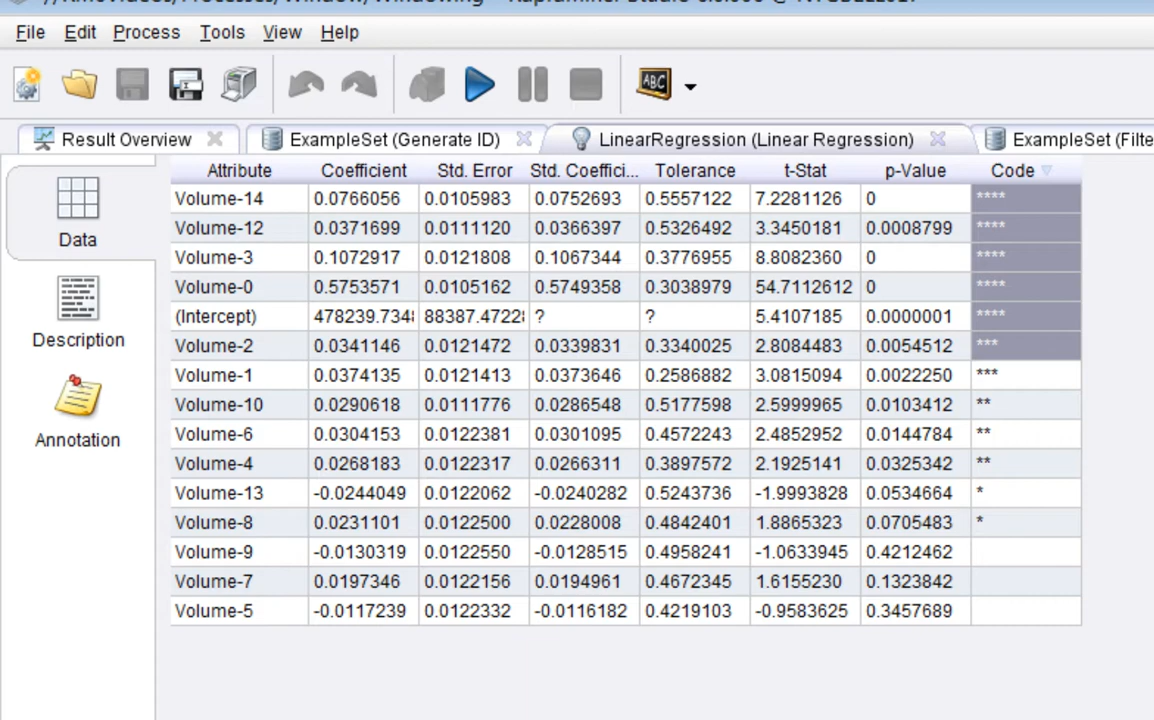 File Edit Process Tools View Help
ABC
Result Overview ExampleSet (Generate ID) LinearRegression (Linear Regression) ExampleSet (Filte
Attribute Coefficient Std. Error Std. Coeffici... Tolerance t-Stat p-Value Code
Volume-14 0.0766056 0.0105983 0.0752693 0.5557122 7.2281126 0 ****
Volume-12 0.0371699 0.0111120 0.0366397 0.5326492 3.3450181 0.0008799 ****
Volume-3 0.1072917 0.0121808 0.1067344 0.3776955 8.8082360 0 ****
Volume-0 0.5753571 0.0105162 0.5749358 0.3038979 54.7112612 0 ****
(Intercept) 478239.734 88387.4722 ? ? 5.4107185 0.0000001 ****
Volume-2 0.0341146 0.0121472 0.0339831 0.3340025 2.8084483 0.0054512 ***
Volume-1 0.0374135 0.0121413 0.0373646 0.2586882 3.0815094 0.0022250 ***
Volume-10 0.0290618 0.0111776 0.0286548 0.5177598 2.5999965 0.0103412 **
Volume-6 0.0304153 0.0122381 0.0301095 0.4572243 2.4852952 0.0144784 **
Volume-4 0.0268183 0.0122317 0.0266311 0.3897572 2.1925141 0.0325342 **
Volume-13 -0.0244049 0.0122062 -0.0240282 0.5243736 -1.9993828 0.0534664 *
Volume-8 0.0231101 0.0122500 0.0228008 0.4842401 1.8865323 0.0705483 *
Volume-9 -0.0130319 0.0122550 -0.0128515 0.4958241 -1.0633945 0.4212462
Volume-7 0.0197346 0.0122156 0.0194961 0.4672345 1.6155230 0.1323842
Volume-5 -0.0117239 0.0122332 -0.0116182 0.4219103 -0.9583625 0.3457689
Data
Description
Annotation